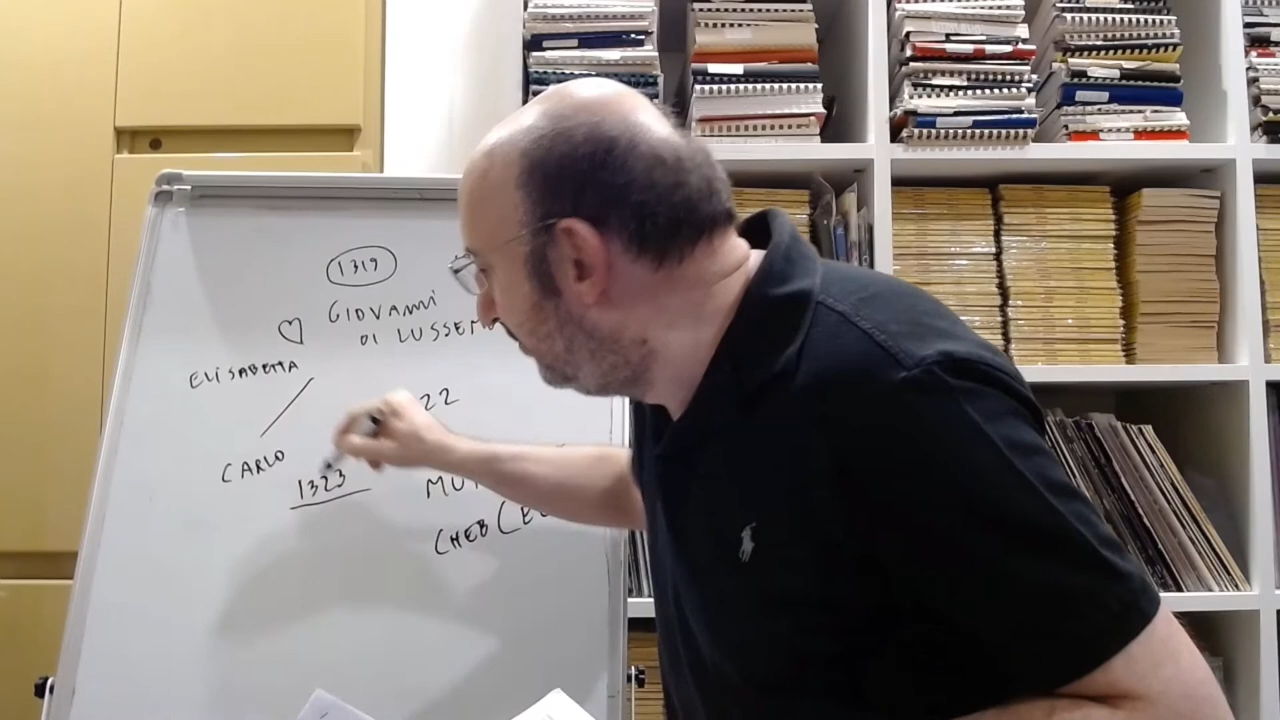 1319
GIOVANNI
DI LUSSEM
ELISABETTA
22
CARLO
1323
MU
CHEB (